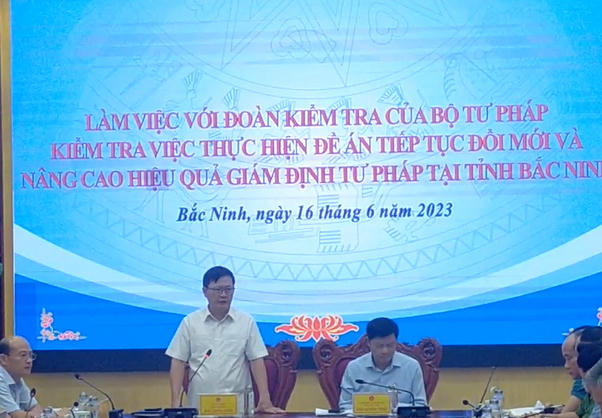 LÀM VIỆC VỚI ĐOÀN KIỂM TRA CỦA BỘ TƯ PHÁP
KIỂM TRA VIỆC THỰC HIỆN ĐỀ ÁN TIẾP TỤC ĐỔI MỚI VÀ
NÂNG CAO HIỆU QUẢ GIÁM ĐỊNH TƯ PHÁP TẠI TỈNH BẮC NINH
Bắc Ninh, ngày 16 tháng 6 năm 2023